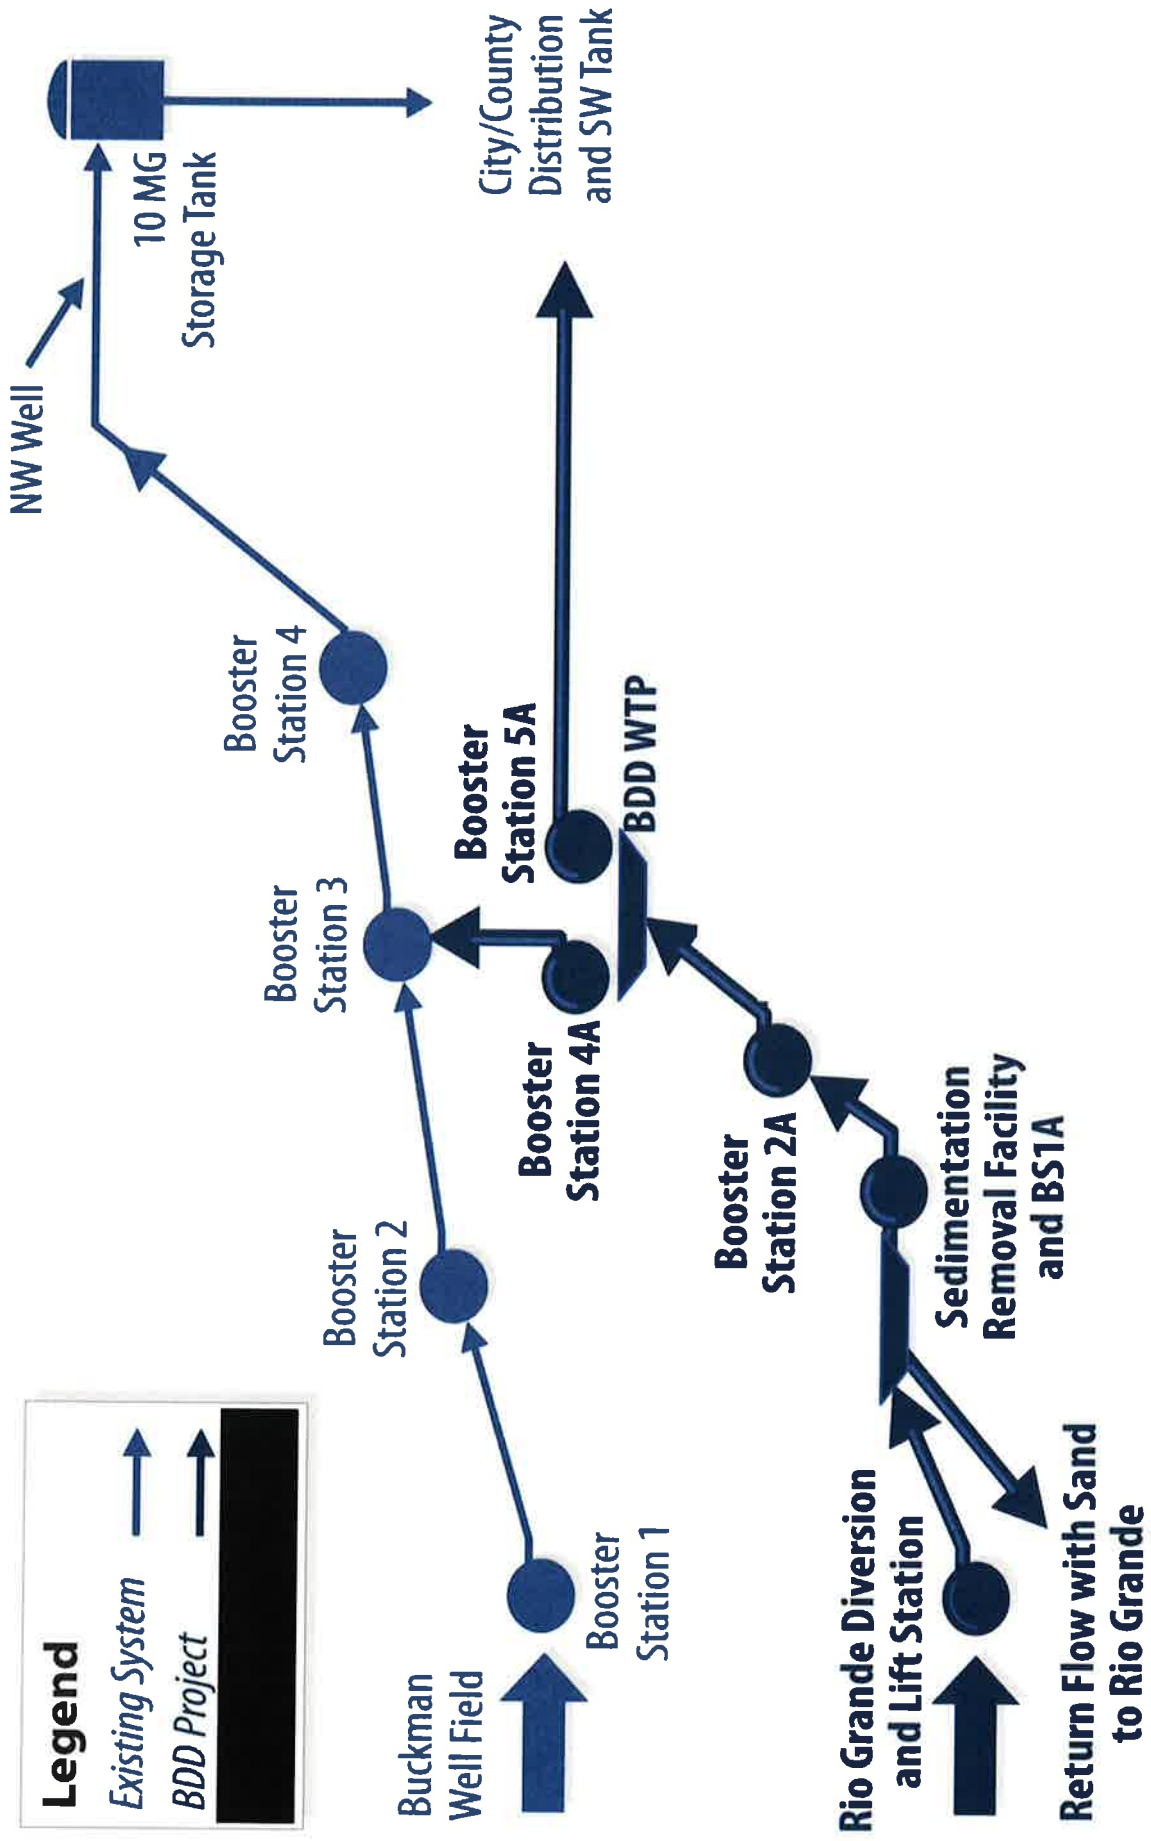 Legend
Existing System
BDD Project
NW Well
10 MG
Storage Tank
Booster
Station 4
City/County
Distribution
and SW Tank
Booster
Station 3
Booster
Station 2
Buckman
Well Field
Booster
Station 1
Booster
Station 5A
BDD WTP
Booster
Station 4A
Booster
Station 2A
Sedimentation
Removal Facility
and BS1A
Rio Grande Diversion
and Lift Station
Return Flow with Sand
to Rio Grande